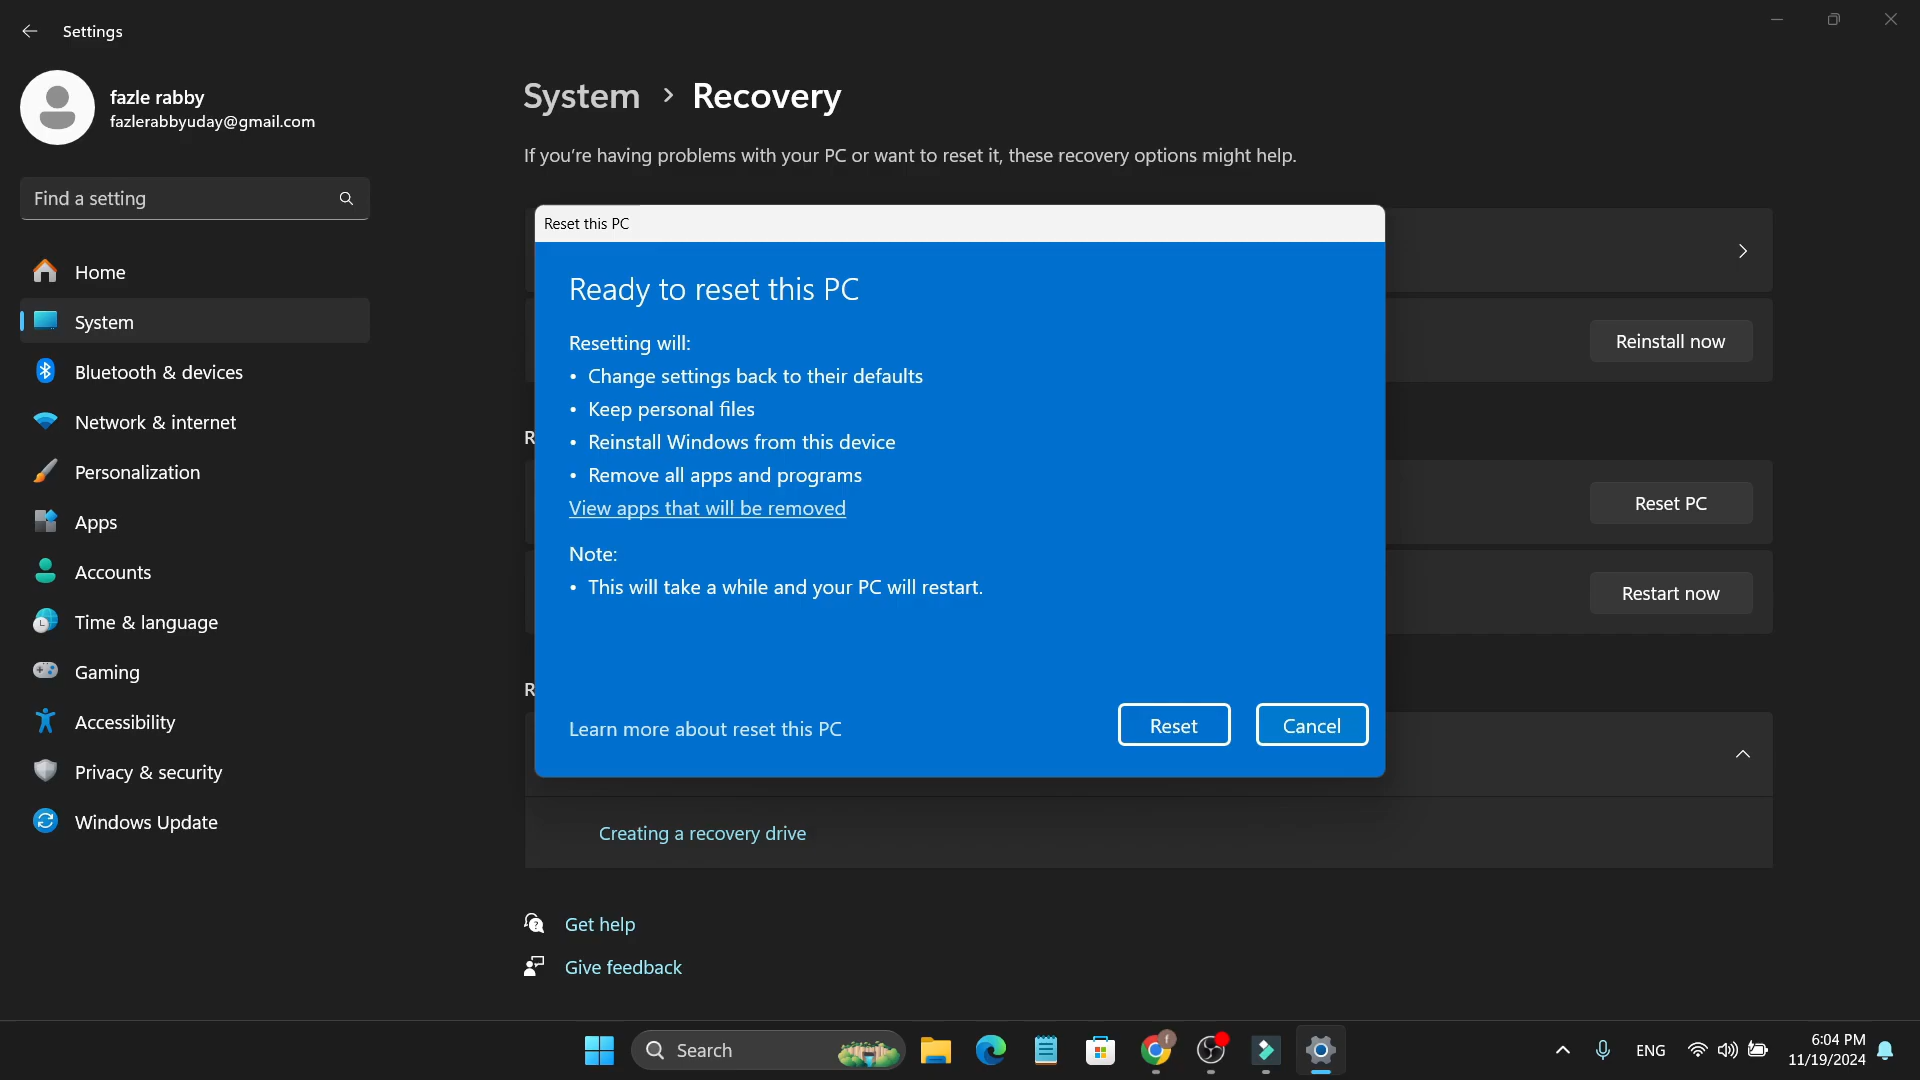 Settings
fazle rabby
fazlerabbyuday@gmail.com
Find a setting
Home
System
Bluetooth & devices
Network & internet
Personalization
Apps
Accounts
Time & language
Gaming
Accessibility
Privacy & security
Windows Update
System > Recovery
If you're having problems with your PC or want to reset it, these recovery options might help.
Reset this PC
Ready to reset this PC
Resetting will:
• Change settings back to their defaults
• Keep personal files
• Reinstall Windows from this device
• Remove all apps and programs
View apps that will be removed
Note:
• This will take a while and your PC will restart.
Learn more about reset this PC
Reset
Cancel
Reinstall now
R
Reset PC
Restart now
R
Creating a recovery drive
Get help
Give feedback
Search
f
ENG
6:04 PM
11/19/2024